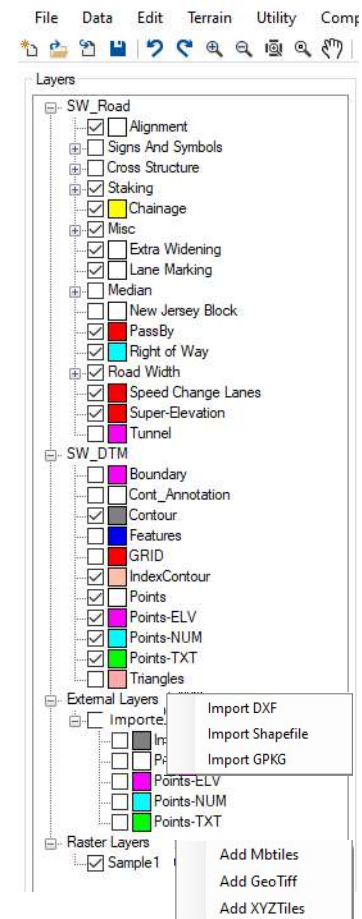 File Data Edit Terrain Utility Comp
Layers
SW_Road
Alignment
Signs And Symbols
Cross Structure
Staking
Chainage
Misc
Extra Widening
Lane Marking
Median
New Jersey Block
PassBy
Right of Way
Road Width
Speed Change Lanes
Super-Elevation
Tunnel
SW_DTM
Boundary
Cont_Annotation
Contour
Features
GRID
IndexContour
Points
Points-ELV
Points-NUM
Points-TXT
Triangles
External Layers
Import DXF
Importe.
Import Shapefile
Import GPKG
Points-ELV
Points-NUM
Points-TXT
Raster Layers
Sample1
Add Mbtiles
Add GeoTiff
Add XYZTiles